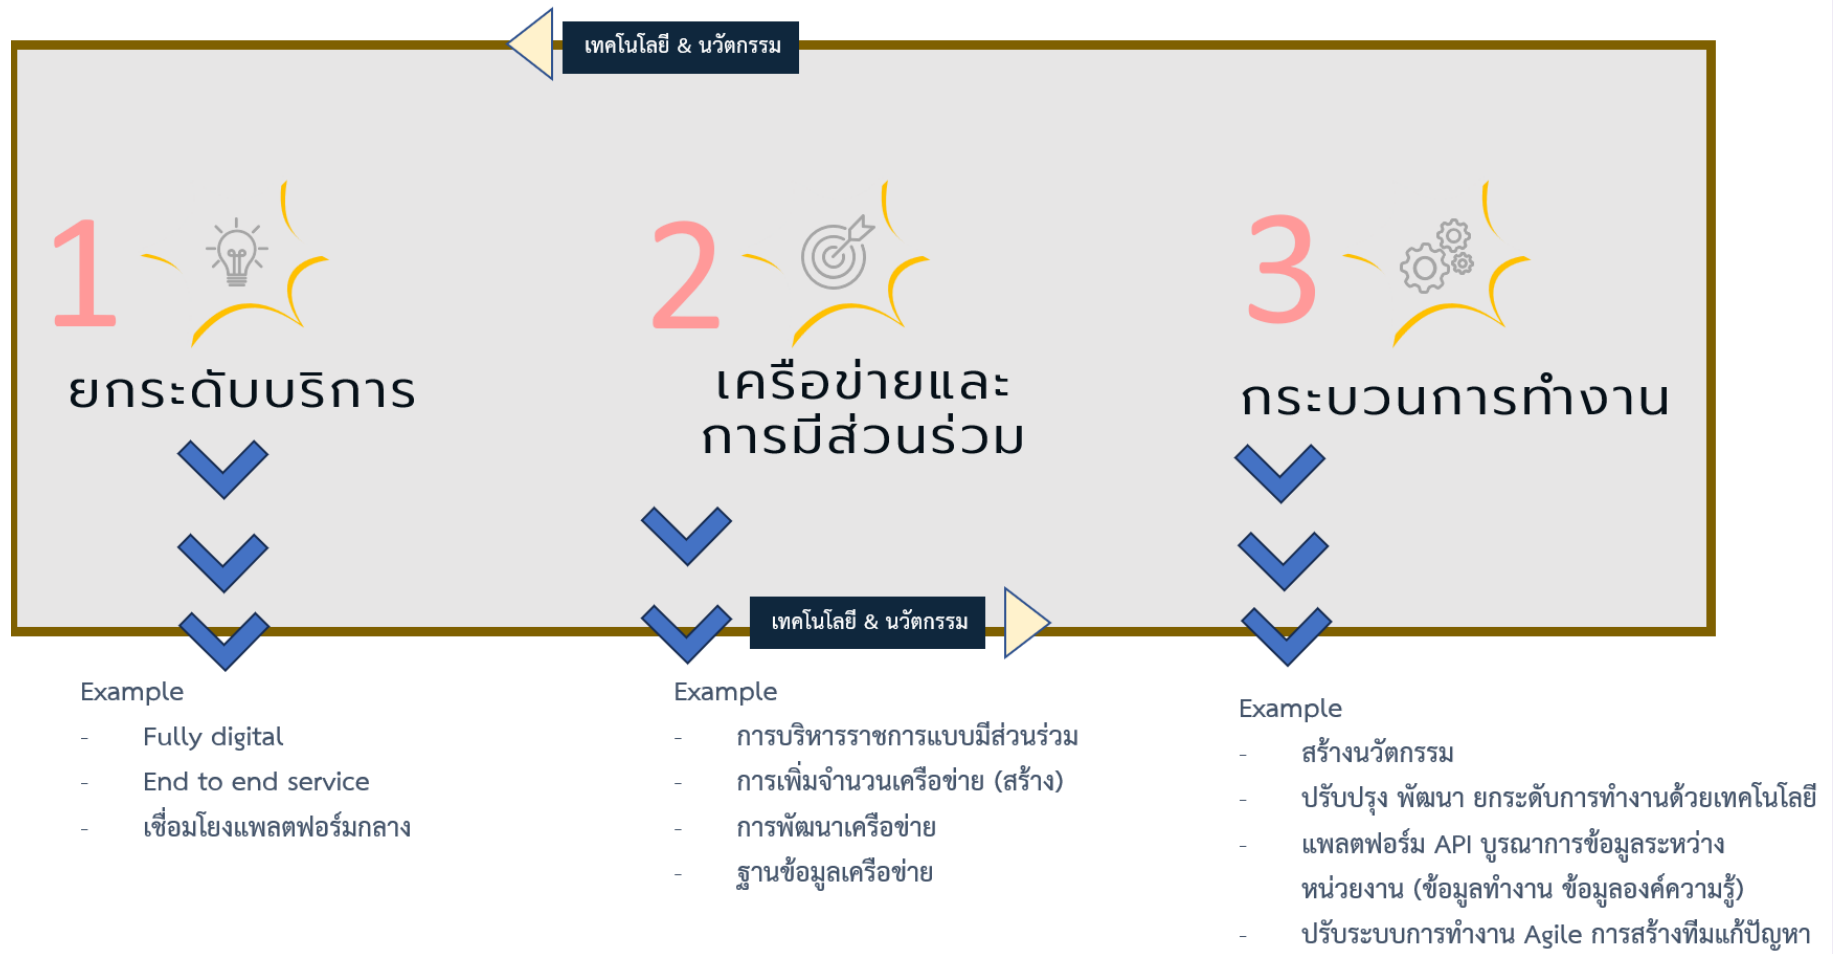 เทคโนโลยี & นวัตกรรม
1
ยกระดับบริการ
2
เครือข่ายและ
การมีส่วนร่วม
3
กระบวนการทำงาน
เทคโนโลยี & นวัตกรรม
Example
- Fully digital
- End to end service
- เชื่อมโยงแพลตฟอร์มกลาง
Example
- การบริหารราชการแบบมีส่วนร่วม
- การเพิ่มจำนวนเครือข่าย (สร้าง)
- การพัฒนาเครือข่าย
- ฐานข้อมูลเครือข่าย
Example
- สร้างนวัตกรรม
- ปรับปรุง พัฒนา ยกระดับการทำงานด้วยเทคโนโลยี
- แพลตฟอร์ม API บูรณาการข้อมูลระหว่าง
หน่วยงาน (ข้อมูลทำงาน ข้อมูลองค์ความรู้)
- ปรับระบบการทำงาน Agile การสร้างทีมแก้ปัญหา